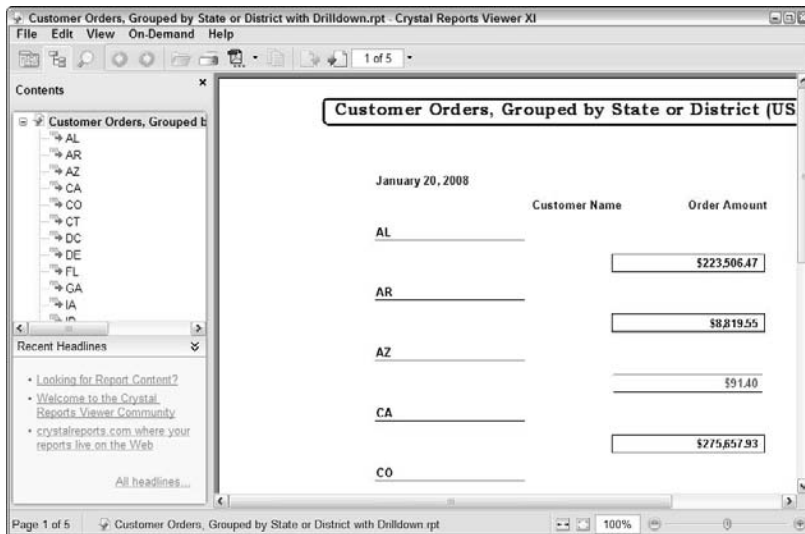 Customer Orders, Grouped by State or District with Drilldown.rpt - Crystal Reports Viewer XI
File Edit View On-Demand Help
1 of 5
Contents
Customer Orders, Grouped b
AL
AR
AZ
CA
CO
CT
DC
DE
FL
GA
IA
Recent Headlines
• Looking for Report Content?
• Welcome to the Crystal
Reports Viewer Community
• crystalreports.com where your
reports live on the Web
All headlines...
Customer Orders, Grouped by State or District (US
January 20, 2008
Customer Name Order Amount
AL
$223,506.47
AR
$8,819.55
AZ
$91.40
CA
$275,657.93
CO
Page 1 of 5 Customer Orders, Grouped by State or District with Drilldown.rpt 100%